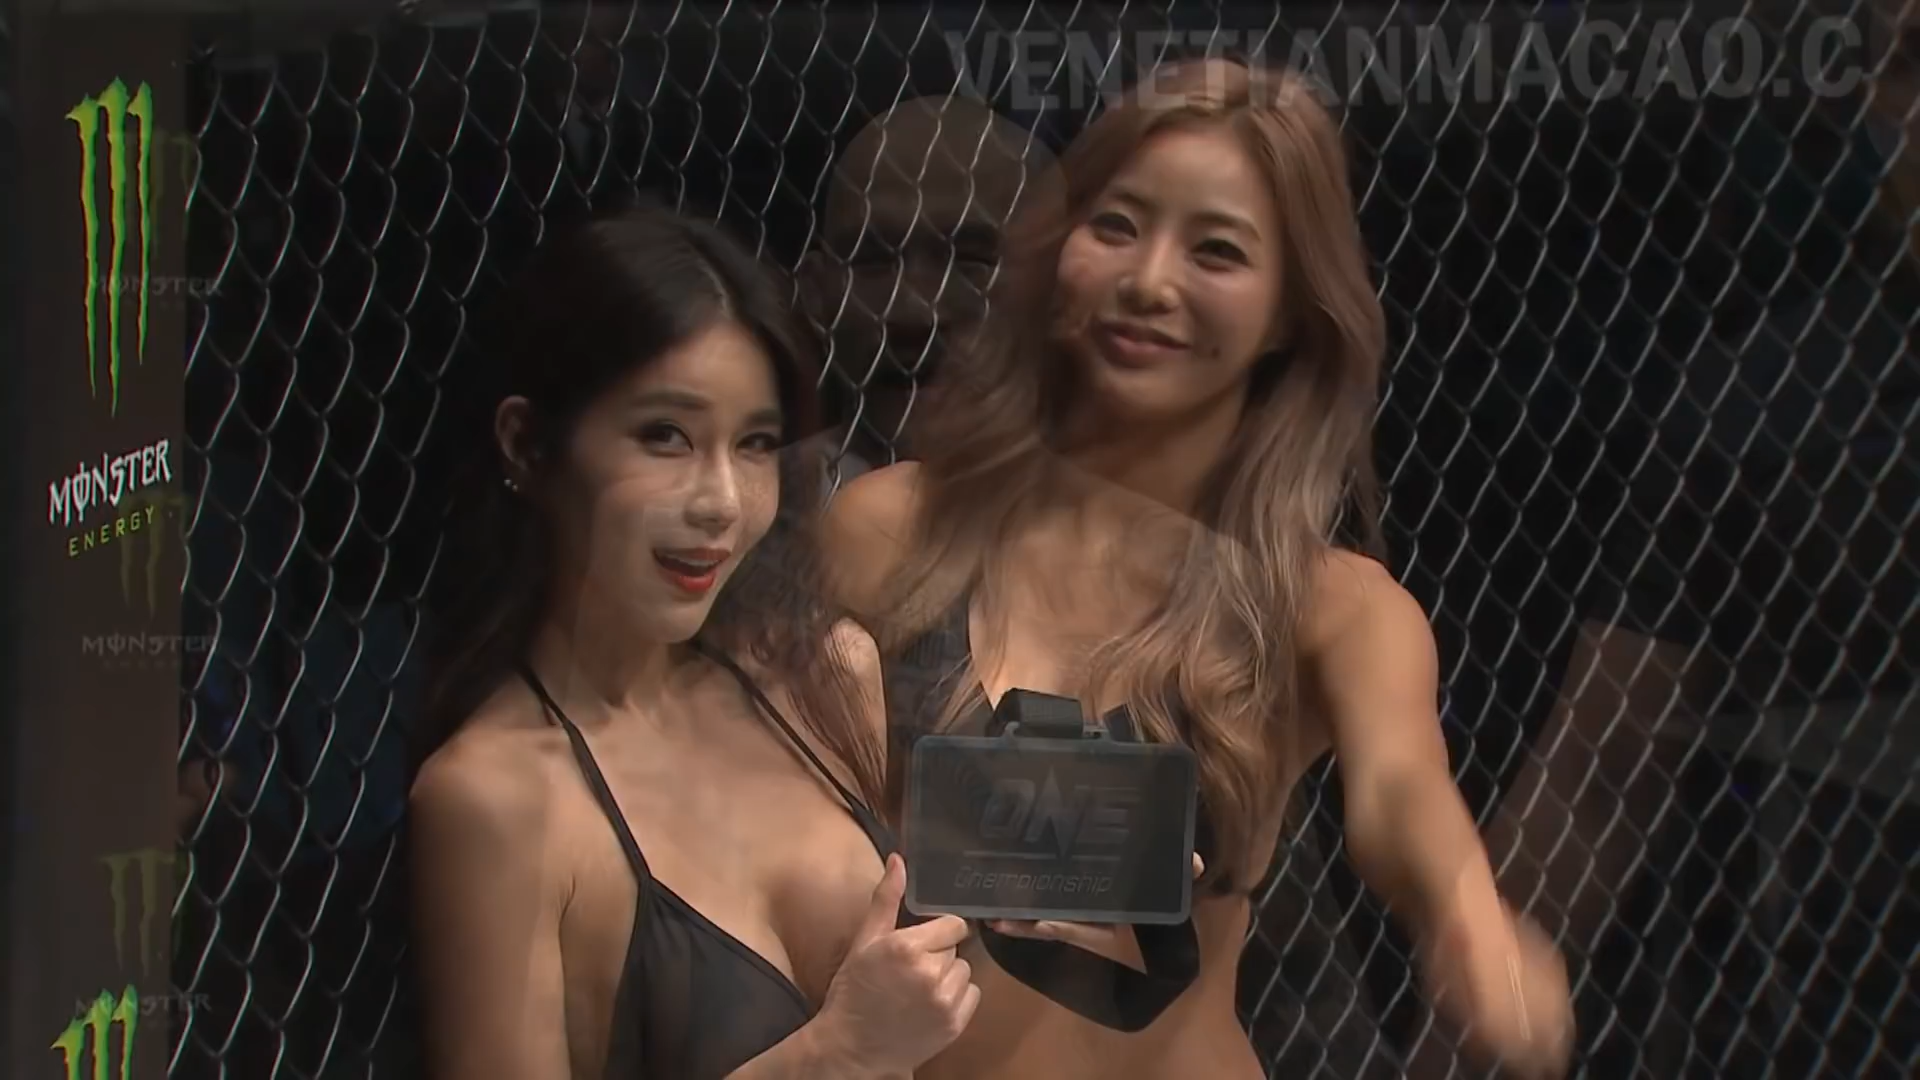 VENETIANMACAO.C
MONSTER
MONSTER
ENERGY
MONSTER
ONE
Championship
MONSTER